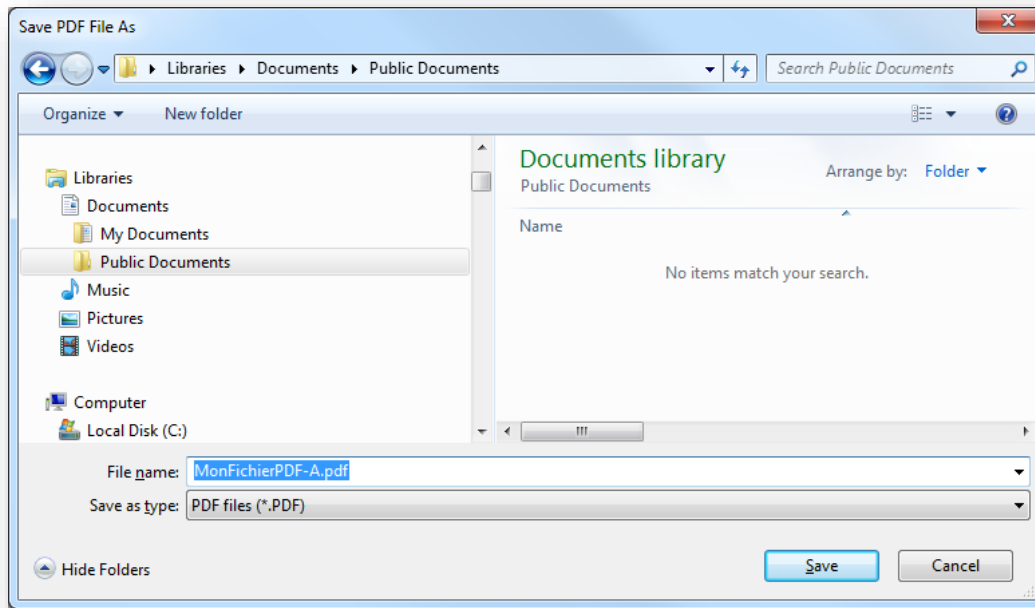 Save PDF File As
Libraries Documents Public Documents
Search Public Documents
Organize New folder
Documents library
Public Documents
Arrange by: Folder
Name
No items match your search.
Libraries
Documents
My Documents
Public Documents
Music
Pictures
Videos
Computer
Local Disk (C:)
File name: MonFichierPDF-A.pdf
Save as type: PDF files (*.PDF)
Hide Folders
Save Cancel